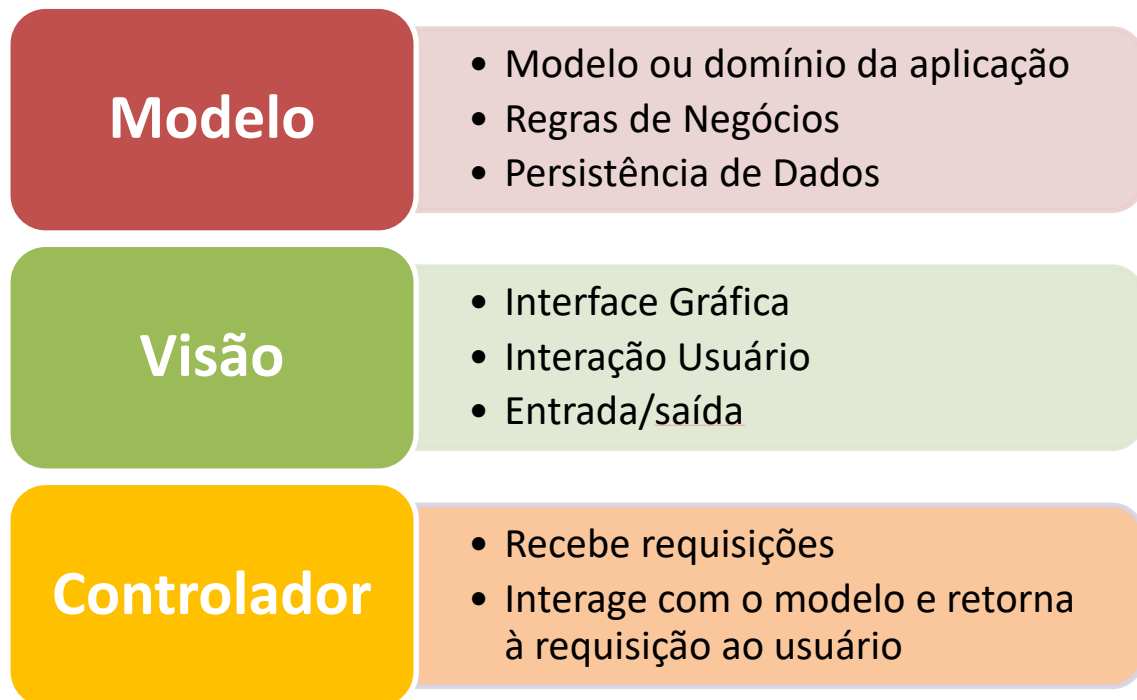 Modelo
• Modelo ou domínio da aplicação
• Regras de Negócios
• Persistência de Dados
Visão
• Interface Gráfica
• Interação Usuário
• Entrada/saída
Controlador
• Recebe requisições
• Interage com o modelo e retorna
à requisição ao usuário